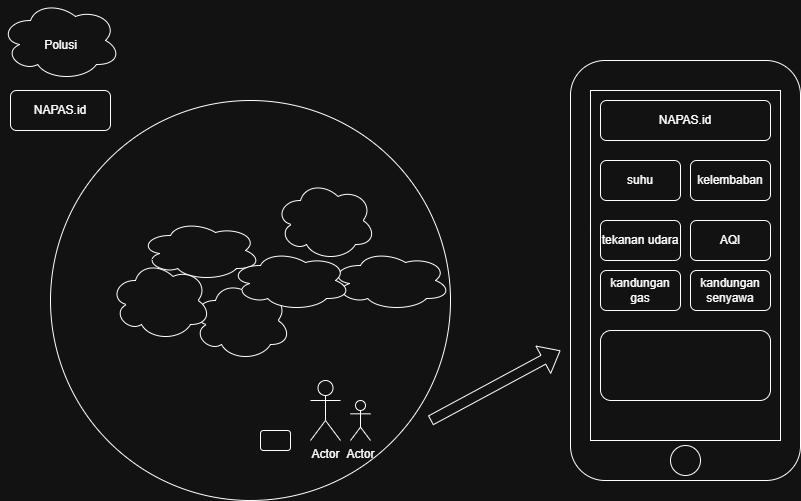 Polusi
NAPAS.id
NAPAS.id
suhu
kelembaban
tekanan udara
AQI
kandungan
gas
kandungan
senyawa
Actor
Actor